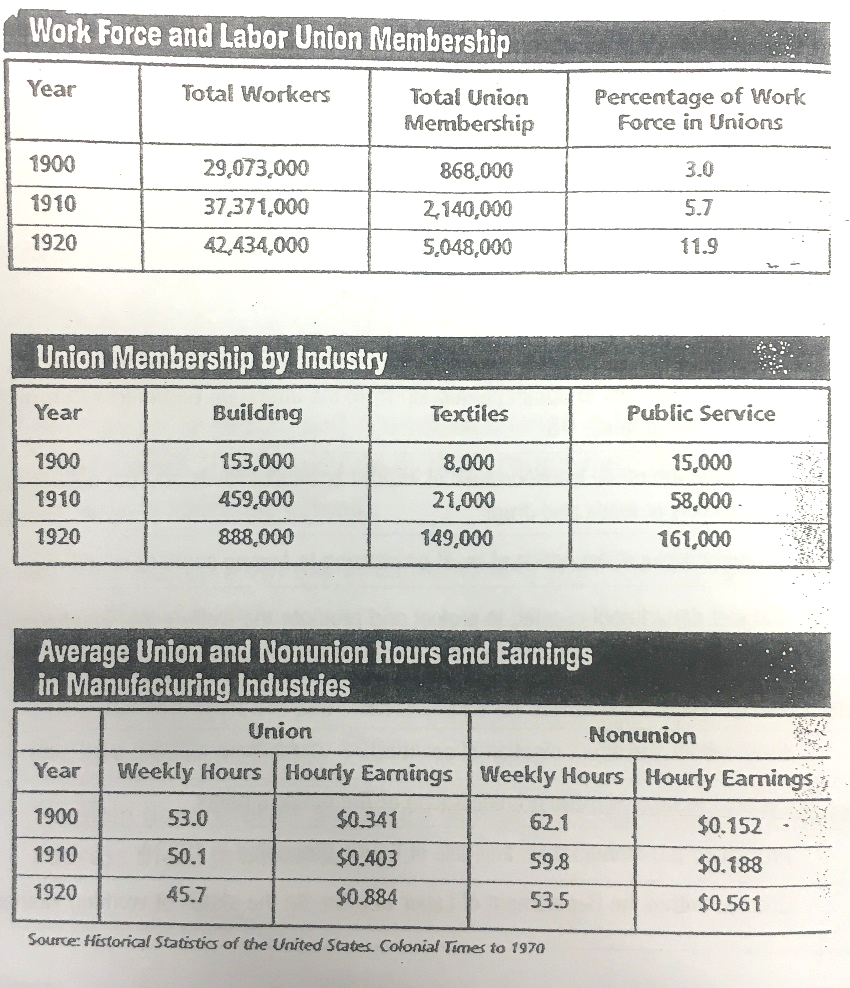 Work Force and Labor Union Membership
Year Total Workers Total Union Membership Percentage of Work Force in Unions
1900 29,073,000 868,000 3.0
1910 37,371,000 2,140,000 5.7
1920 42,434,000 5,048,000 11.9
Union Membership by Industry
Year Building Textiles Public Service
1900 153,000 8,000 15,000
1910 459,000 21,000 58,000
1920 888,000 149,000 161,000
Average Union and Nonunion Hours and Earnings
in Manufacturing Industries
Union Nonunion
Year Weekly Hours Hourly Earnings Weekly Hours Hourly Earnings
1900 53.0 $0.341 62.1 $0.152
1910 50.1 $0.403 59.8 $0.188
1920 45.7 $0.884 53.5 $0.561
Source: Historical Statistics of the United States. Colonial Times to 1970